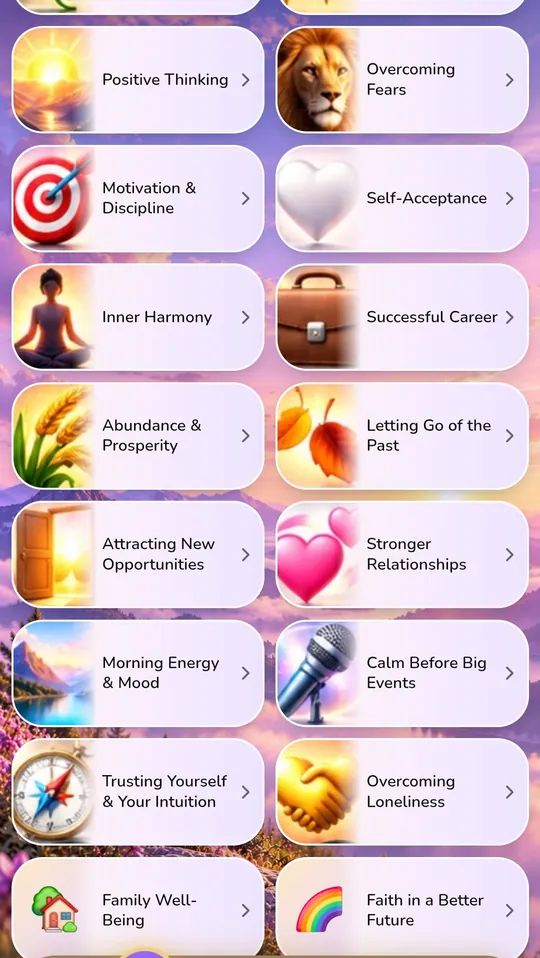 Positive Thinking
Overcoming
Fears
Motivation &
Discipline
Self-Acceptance
Inner Harmony
Successful Career
Abundance &
Prosperity
Letting Go of the
Past
Attracting New
Opportunities
Stronger
Relationships
Morning Energy
& Mood
Calm Before Big
Events
Trusting Yourself
& Your Intuition
Overcoming
Loneliness
Family Well-
Being
Faith in a Better
Future